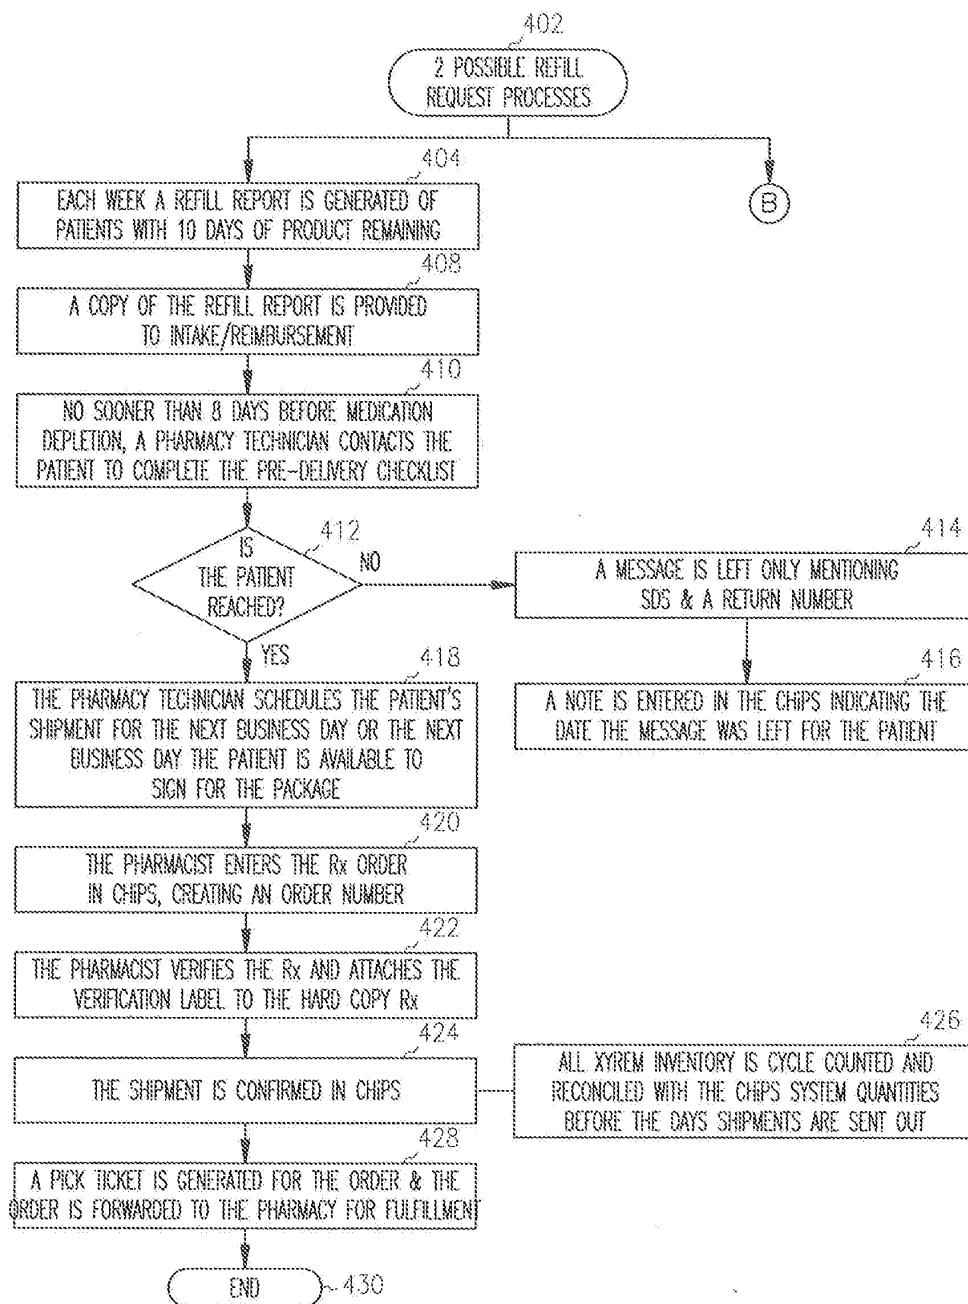 402
2 POSSIBLE REFILL
REQUEST PROCESSES
404
EACH WEEK A REFILL REPORT IS GENERATED OF
PATIENTS WITH 10 DAYS OF PRODUCT REMAINING
B
408
A COPY OF THE REFILL REPORT IS PROVIDED
TO INTAKE/REIMBURSEMENT
410
NO SOONER THAN 8 DAYS BEFORE MEDICATION
DEPLETION, A PHARMACY TECHNICIAN CONTACTS THE
PATIENT TO COMPLETE THE PRE-DELIVERY CHECKLIST
412
IS
THE PATIENT
REACHED?
NO
414
A MESSAGE IS LEFT ONLY MENTIONING
SDS & A RETURN NUMBER
416
A NOTE IS ENTERED IN THE CHiPS INDICATING THE
DATE THE MESSAGE WAS LEFT FOR THE PATIENT
YES
418
THE PHARMACY TECHNICIAN SCHEDULES THE PATIENT'S
SHIPMENT FOR THE NEXT BUSINESS DAY OR THE NEXT
BUSINESS DAY THE PATIENT IS AVAILABLE TO
SIGN FOR THE PACKAGE
420
THE PHARMACIST ENTERS THE Rx ORDER
IN CHiPS, CREATING AN ORDER NUMBER
422
THE PHARMACIST VERIFIES THE Rx AND ATTACHES THE
VERIFICATION LABEL TO THE HARD COPY Rx
424
THE SHIPMENT IS CONFIRMED IN CHiPS
426
ALL XYREM INVENTORY IS CYCLE COUNTED AND
RECONCILED WITH THE CHiPS SYSTEM QUANTITIES
BEFORE THE DAYS SHIPMENTS ARE SENT OUT
428
A PICK TICKET IS GENERATED FOR THE ORDER & THE
ORDER IS FORWARDED TO THE PHARMACY FOR FULFILLMENT
END
430